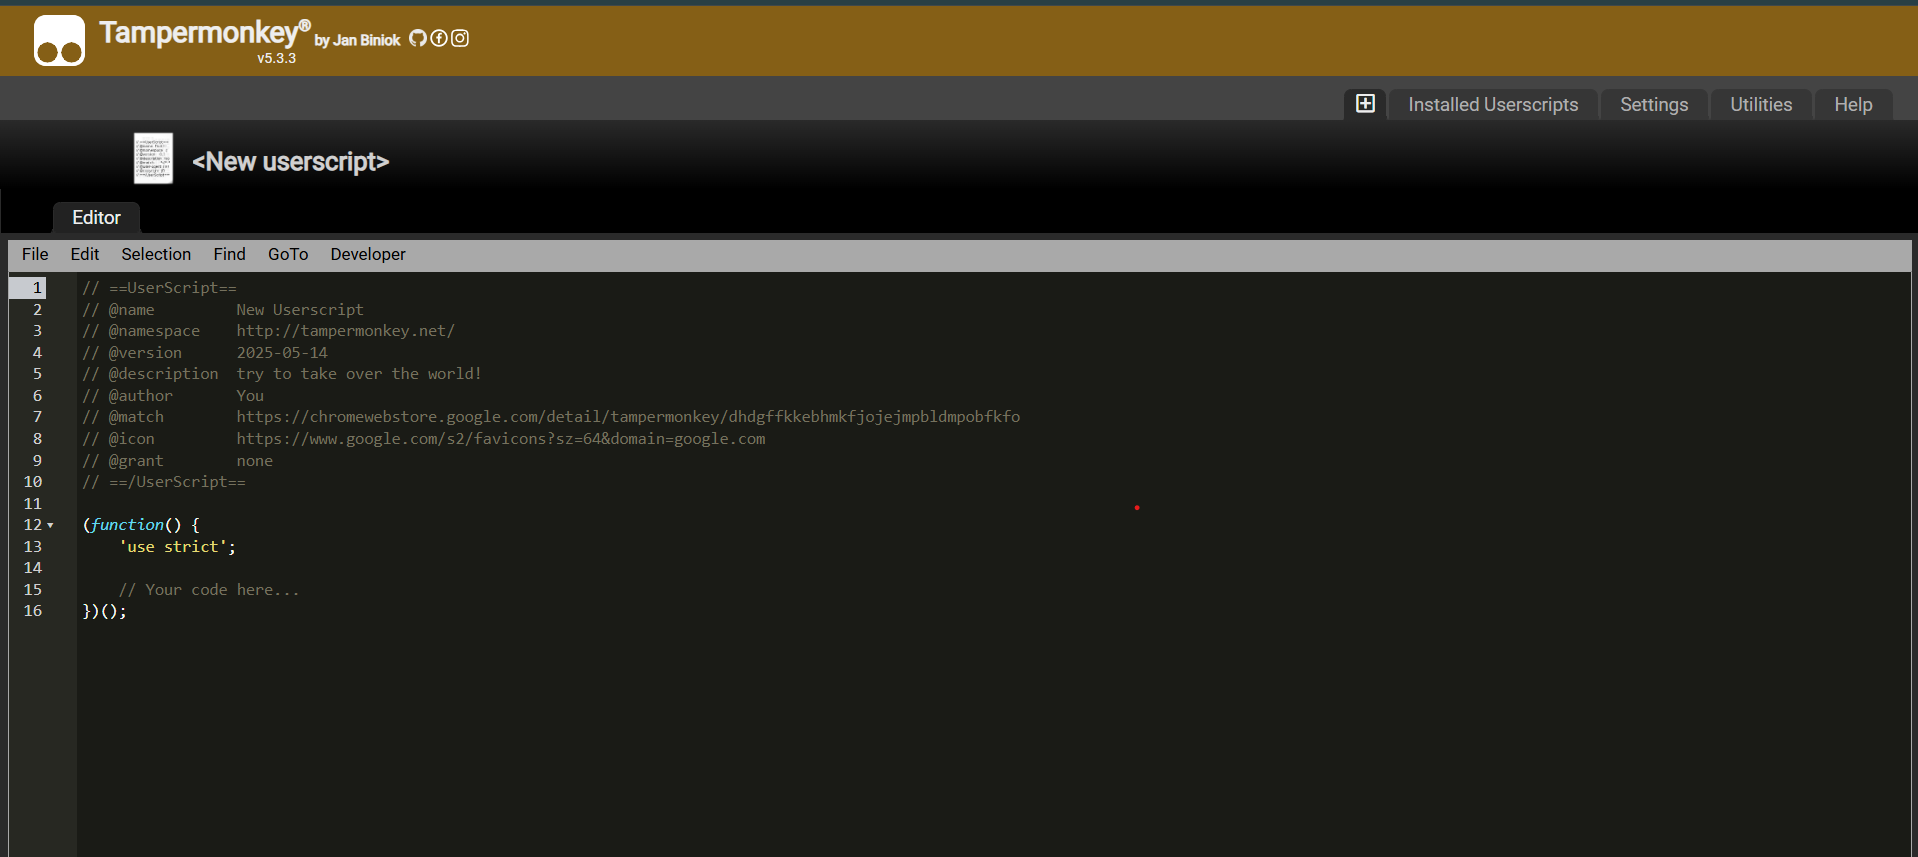 Tampermonkey® by Jan Biniok
v5.3.3
Installed Userscripts
Settings
Utilities
Help
<New userscript>
Editor
File Edit Selection Find GoTo Developer
1 // ==UserScript==
2 // @name         New Userscript
3 // @namespace    http://tampermonkey.net/
4 // @version      2025-05-14
5 // @description  try to take over the world!
6 // @author       You
7 // @match        https://chromewebstore.google.com/detail/tampermonkey/dhdgffkkebhmkfjojejmpbldmpobfkfo
8 // @icon         https://www.google.com/s2/favicons?sz=64&domain=google.com
9 // @grant        none
10 // ==/UserScript==
11
12 (function() {
13     'use strict';
14
15     // Your code here...
16 })();